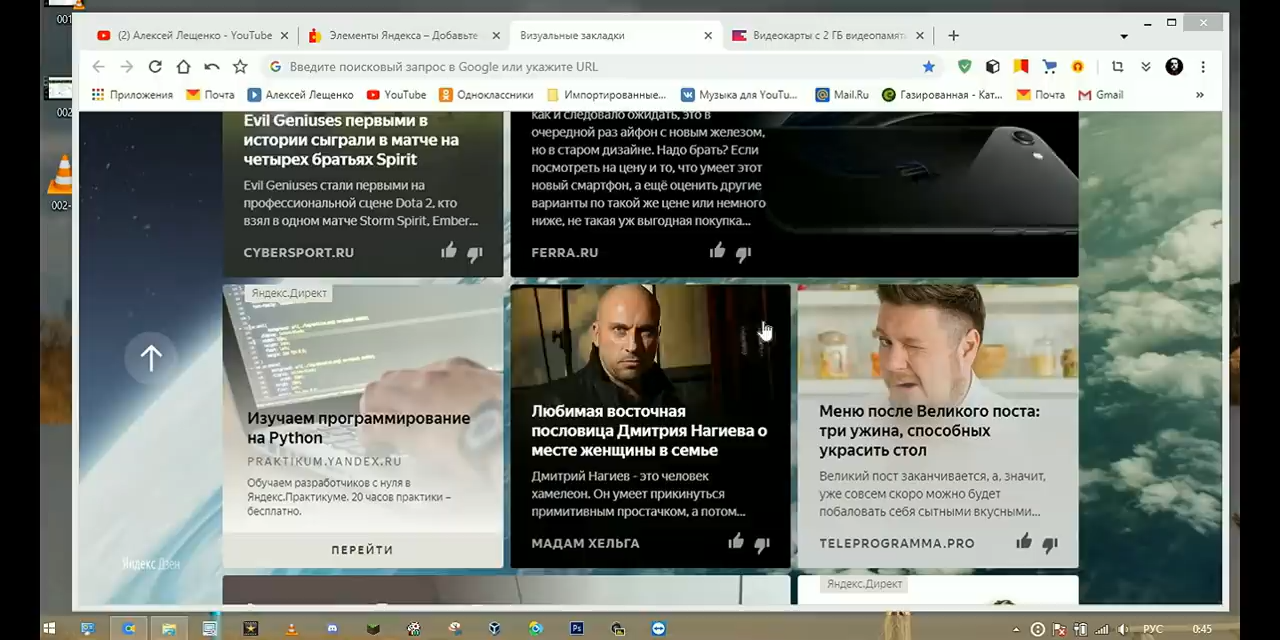 001
(2) Алексей Лещенко - YouTube
Элементы Яндекса – Добавьте
Визуальные закладки
Видеокарты с 2 ГБ видеопамят
Введите поисковый запрос в Google или укажите URL
Приложения
Почта
Алексей Лещенко
YouTube
Одноклассники
Импортированные...
Музыка для YouTu...
Mail.Ru
Газированная - Кат...
Почта
Gmail
»
002
002-
Evil Geniuses первыми в
истории сыграли в матче на
четырех братьях Spirit
Evil Geniuses стали первыми на
профессиональной сцене Dota 2, кто
взял в одном матче Storm Spirit, Ember...
CYBERSPORT.RU
как и следовало ожидать, это в
очередной раз айфон с новым железом,
но в старом дизайне. Надо брать? Если
посмотреть на цену и то, что умеет этот
новый смартфон, а ещё оценить другие
варианты по такой же цене или немного
ниже, не такая уж выгодная покупка...
FERRA.RU
Яндекс.Директ
Изучаем программирование
на Python
PRAKTIKUM.YANDEX.RU
Обучаем разработчиков с нуля в
Яндекс.Практикуме. 20 часов практики –
бесплатно.
ПЕРЕЙТИ
Любимая восточная
пословица Дмитрия Нагиева о
месте женщины в семье
Дмитрий Нагиев - это человек
хамелеон. Он умеет прикинуться
примитивным простачком, а потом...
МАДАМ ХЕЛЬГА
Меню после Великого поста:
три ужина, способных
украсить стол
Великий пост заканчивается, а, значит,
уже совсем скоро можно будет
побаловать себя сытными вкусными...
TELEPROGRAMMA.PRO
Яндекс Дзен
Яндекс.Директ
РУС
0:45